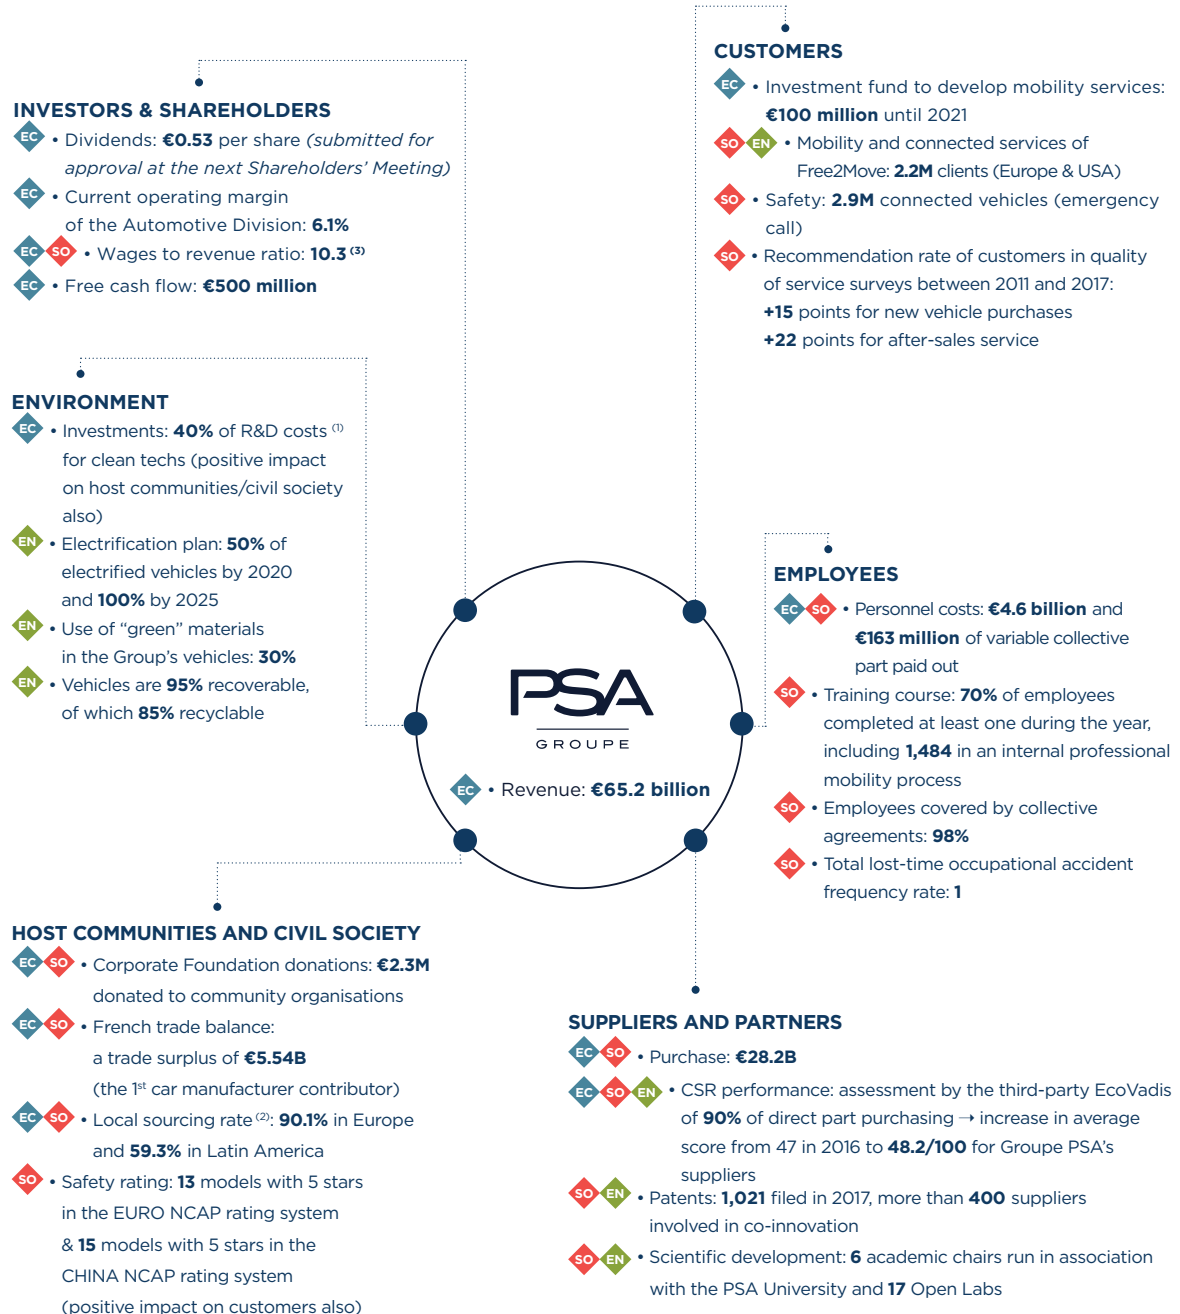 INVESTORS & SHAREHOLDERS
EC • Dividends: €0.53 per share (submitted for
approval at the next Shareholders' Meeting)
EC • Current operating margin
of the Automotive Division: 6.1%
EC SO • Wages to revenue ratio: 10.3 (3)
EC • Free cash flow: €500 million
CUSTOMERS
EC • Investment fund to develop mobility services:
€100 million until 2021
SO EN • Mobility and connected services of
Free2Move: 2.2M clients (Europe & USA)
SO • Safety: 2.9M connected vehicles (emergency
call)
SO • Recommendation rate of customers in quality
of service surveys between 2011 and 2017:
+15 points for new vehicle purchases
+22 points for after-sales service
ENVIRONMENT
EC • Investments: 40% of R&D costs (1)
for clean techs (positive impact
on host communities/civil society
also)
EN • Electrification plan: 50% of
electrified vehicles by 2020
and 100% by 2025
EN • Use of “green” materials
in the Group's vehicles: 30%
EN • Vehicles are 95% recoverable,
of which 85% recyclable
PSA
GROUPE
EC • Revenue: €65.2 billion
EMPLOYEES
EC SO • Personnel costs: €4.6 billion and
€163 million of variable collective
part paid out
SO • Training course: 70% of employees
completed at least one during the year,
including 1,484 in an internal professional
mobility process
SO • Employees covered by collective
agreements: 98%
SO • Total lost-time occupational accident
frequency rate: 1
HOST COMMUNITIES AND CIVIL SOCIETY
EC SO • Corporate Foundation donations: €2.3M
donated to community organisations
EC SO • French trade balance:
a trade surplus of €5.54B
(the 1st car manufacturer contributor)
EC SO • Local sourcing rate (2): 90.1% in Europe
and 59.3% in Latin America
SO • Safety rating: 13 models with 5 stars
in the EURO NCAP rating system
& 15 models with 5 stars in the
CHINA NCAP rating system
(positive impact on customers also)
SUPPLIERS AND PARTNERS
EC SO • Purchase: €28.2B
EC SO EN • CSR performance: assessment by the third-party EcoVadis
of 90% of direct part purchasing → increase in average
score from 47 in 2016 to 48.2/100 for Groupe PSA's
suppliers
SO EN • Patents: 1,021 filed in 2017, more than 400 suppliers
involved in co-innovation
SO EN • Scientific development: 6 academic chairs run in association
with the PSA University and 17 Open Labs